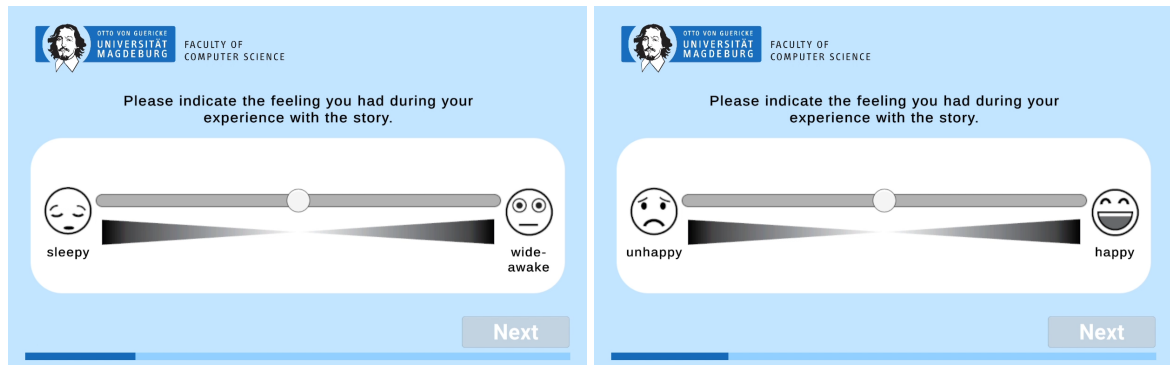 OTTO VON GUERICKE
UNIVERSITÄT
MAGDEBURG
FACULTY OF
COMPUTER SCIENCE
Please indicate the feeling you had during your
experience with the story.
sleepy
wide-
awake
Next
OTTO VON GUERICKE
UNIVERSITÄT
MAGDEBURG
FACULTY OF
COMPUTER SCIENCE
Please indicate the feeling you had during your
experience with the story.
unhappy
happy
Next